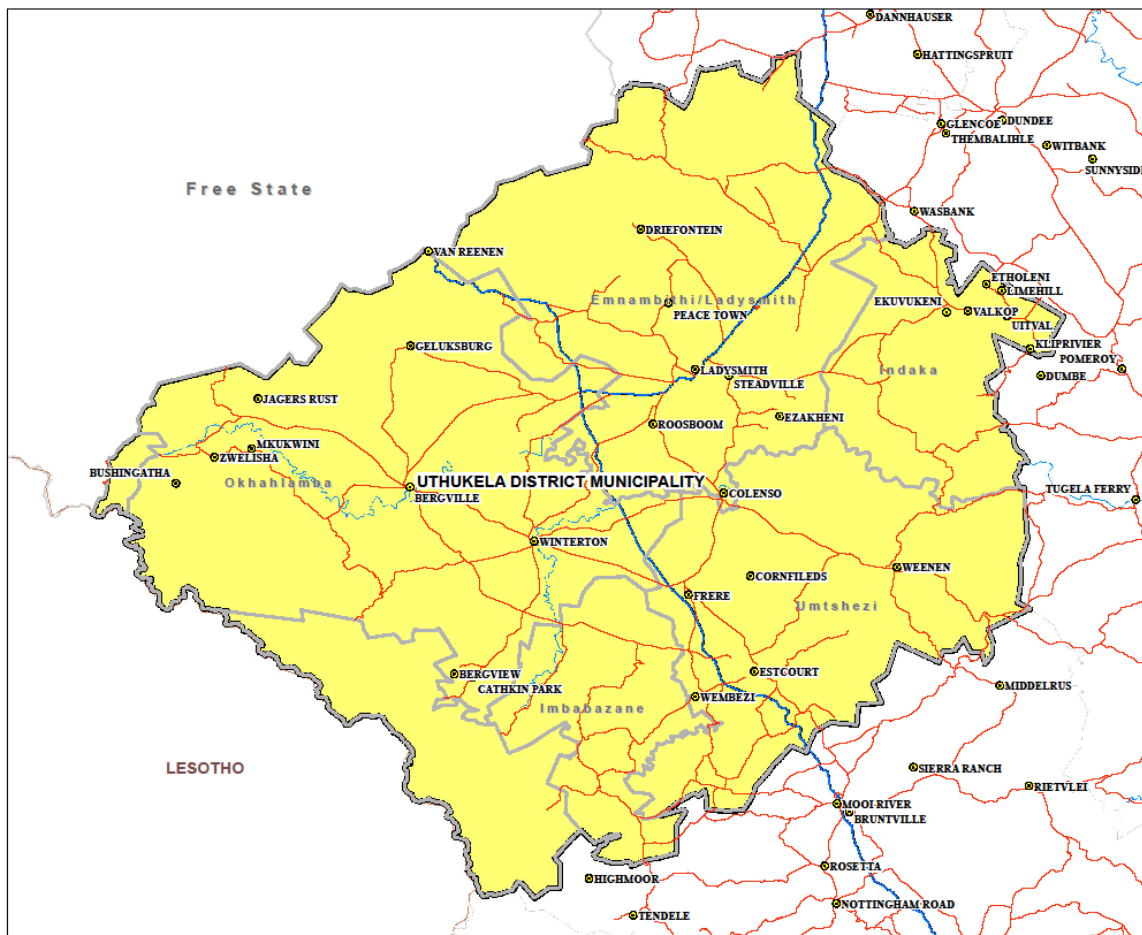 DANNHAUSER
HATTINGSPRUIT
GLENCOE
DUNDEE
THEMBALIHLE
WITBANK
SUNNYSIDE
Free State
WASBANK
DRIEFONTEIN
VAN REENEN
ETHOLENI
LIMEHILL
Emnambithi/Ladysmith
EKUVUKENI
PEACE TOWN
VALKOP
UITVAL
GELUKSBURG
KLIPRIVIER
POMEROY
LADYSMITH
Indaka
DUMBE
STEADVILLE
JAGERS RUST
EZAKHENI
ROOSBOOM
MKUKWINI
ZWELISHA
BUSHINGATHA
Okhahlamba
UTHUKELA DISTRICT MUNICIPALITY
BERGVILLE
COLENSO
TUGELA FERRY
WINTERTON
WEENEN
CORNFILEDS
FRERE
Umtshezi
BERGVIEW
ESTCOURT
CATHKIN PARK
MIDDELRUS
WEMBEZI
Imbabazane
LESOTHO
SIERRA RANCH
RIETVLEI
MOOI RIVER
BRUNTVILLE
ROSETTA
HIGHMOOR
NOTTINGHAM ROAD
TENDELE